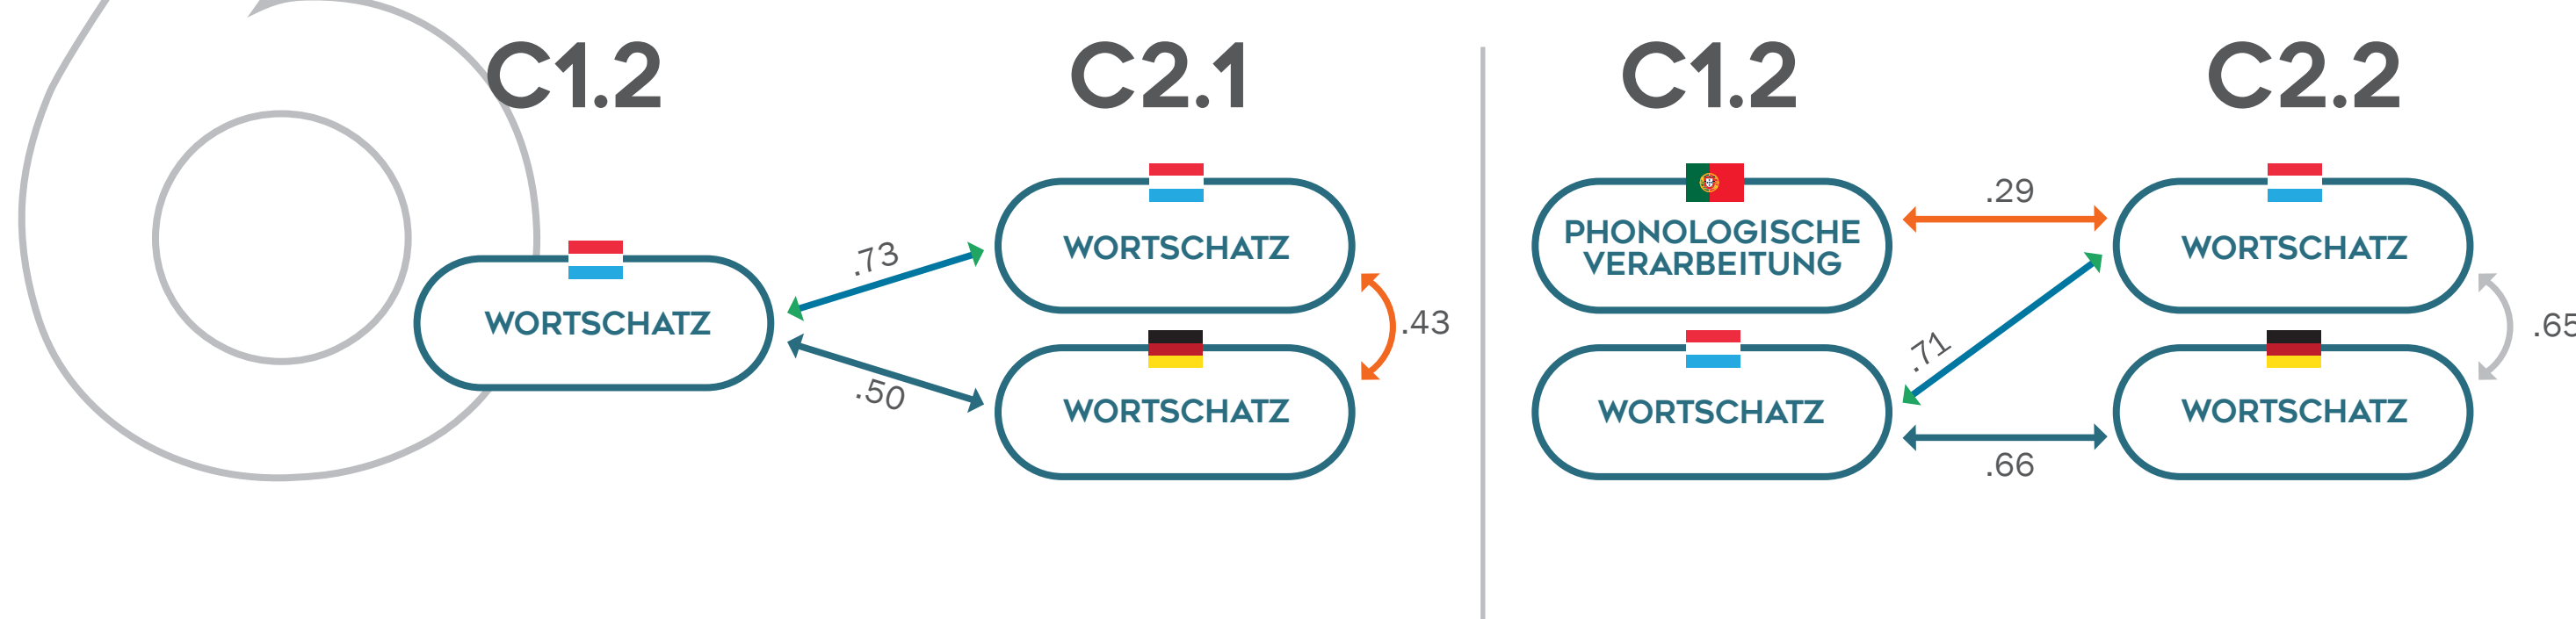 C1.2
C2.1
WORTSCHATZ
.73
.50
WORTSCHATZ
WORTSCHATZ
.43
C1.2
C2.2
PHONOLOGISCHE
VERARBEITUNG
WORTSCHATZ
.29
.71
.66
WORTSCHATZ
WORTSCHATZ
.65